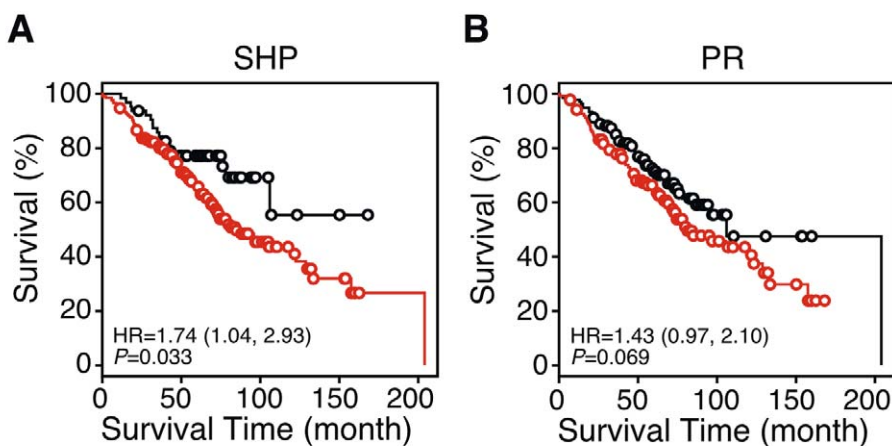 A
SHP
Survival (%)
100
80
60
40
20
0
HR=1.74 (1.04, 2.93)
P=0.033
0 50 100 150 200
Survival Time (month)
B
PR
Survival (%)
100
80
60
40
20
0
HR=1.43 (0.97, 2.10)
P=0.069
0 50 100 150 200
Survival Time (month)